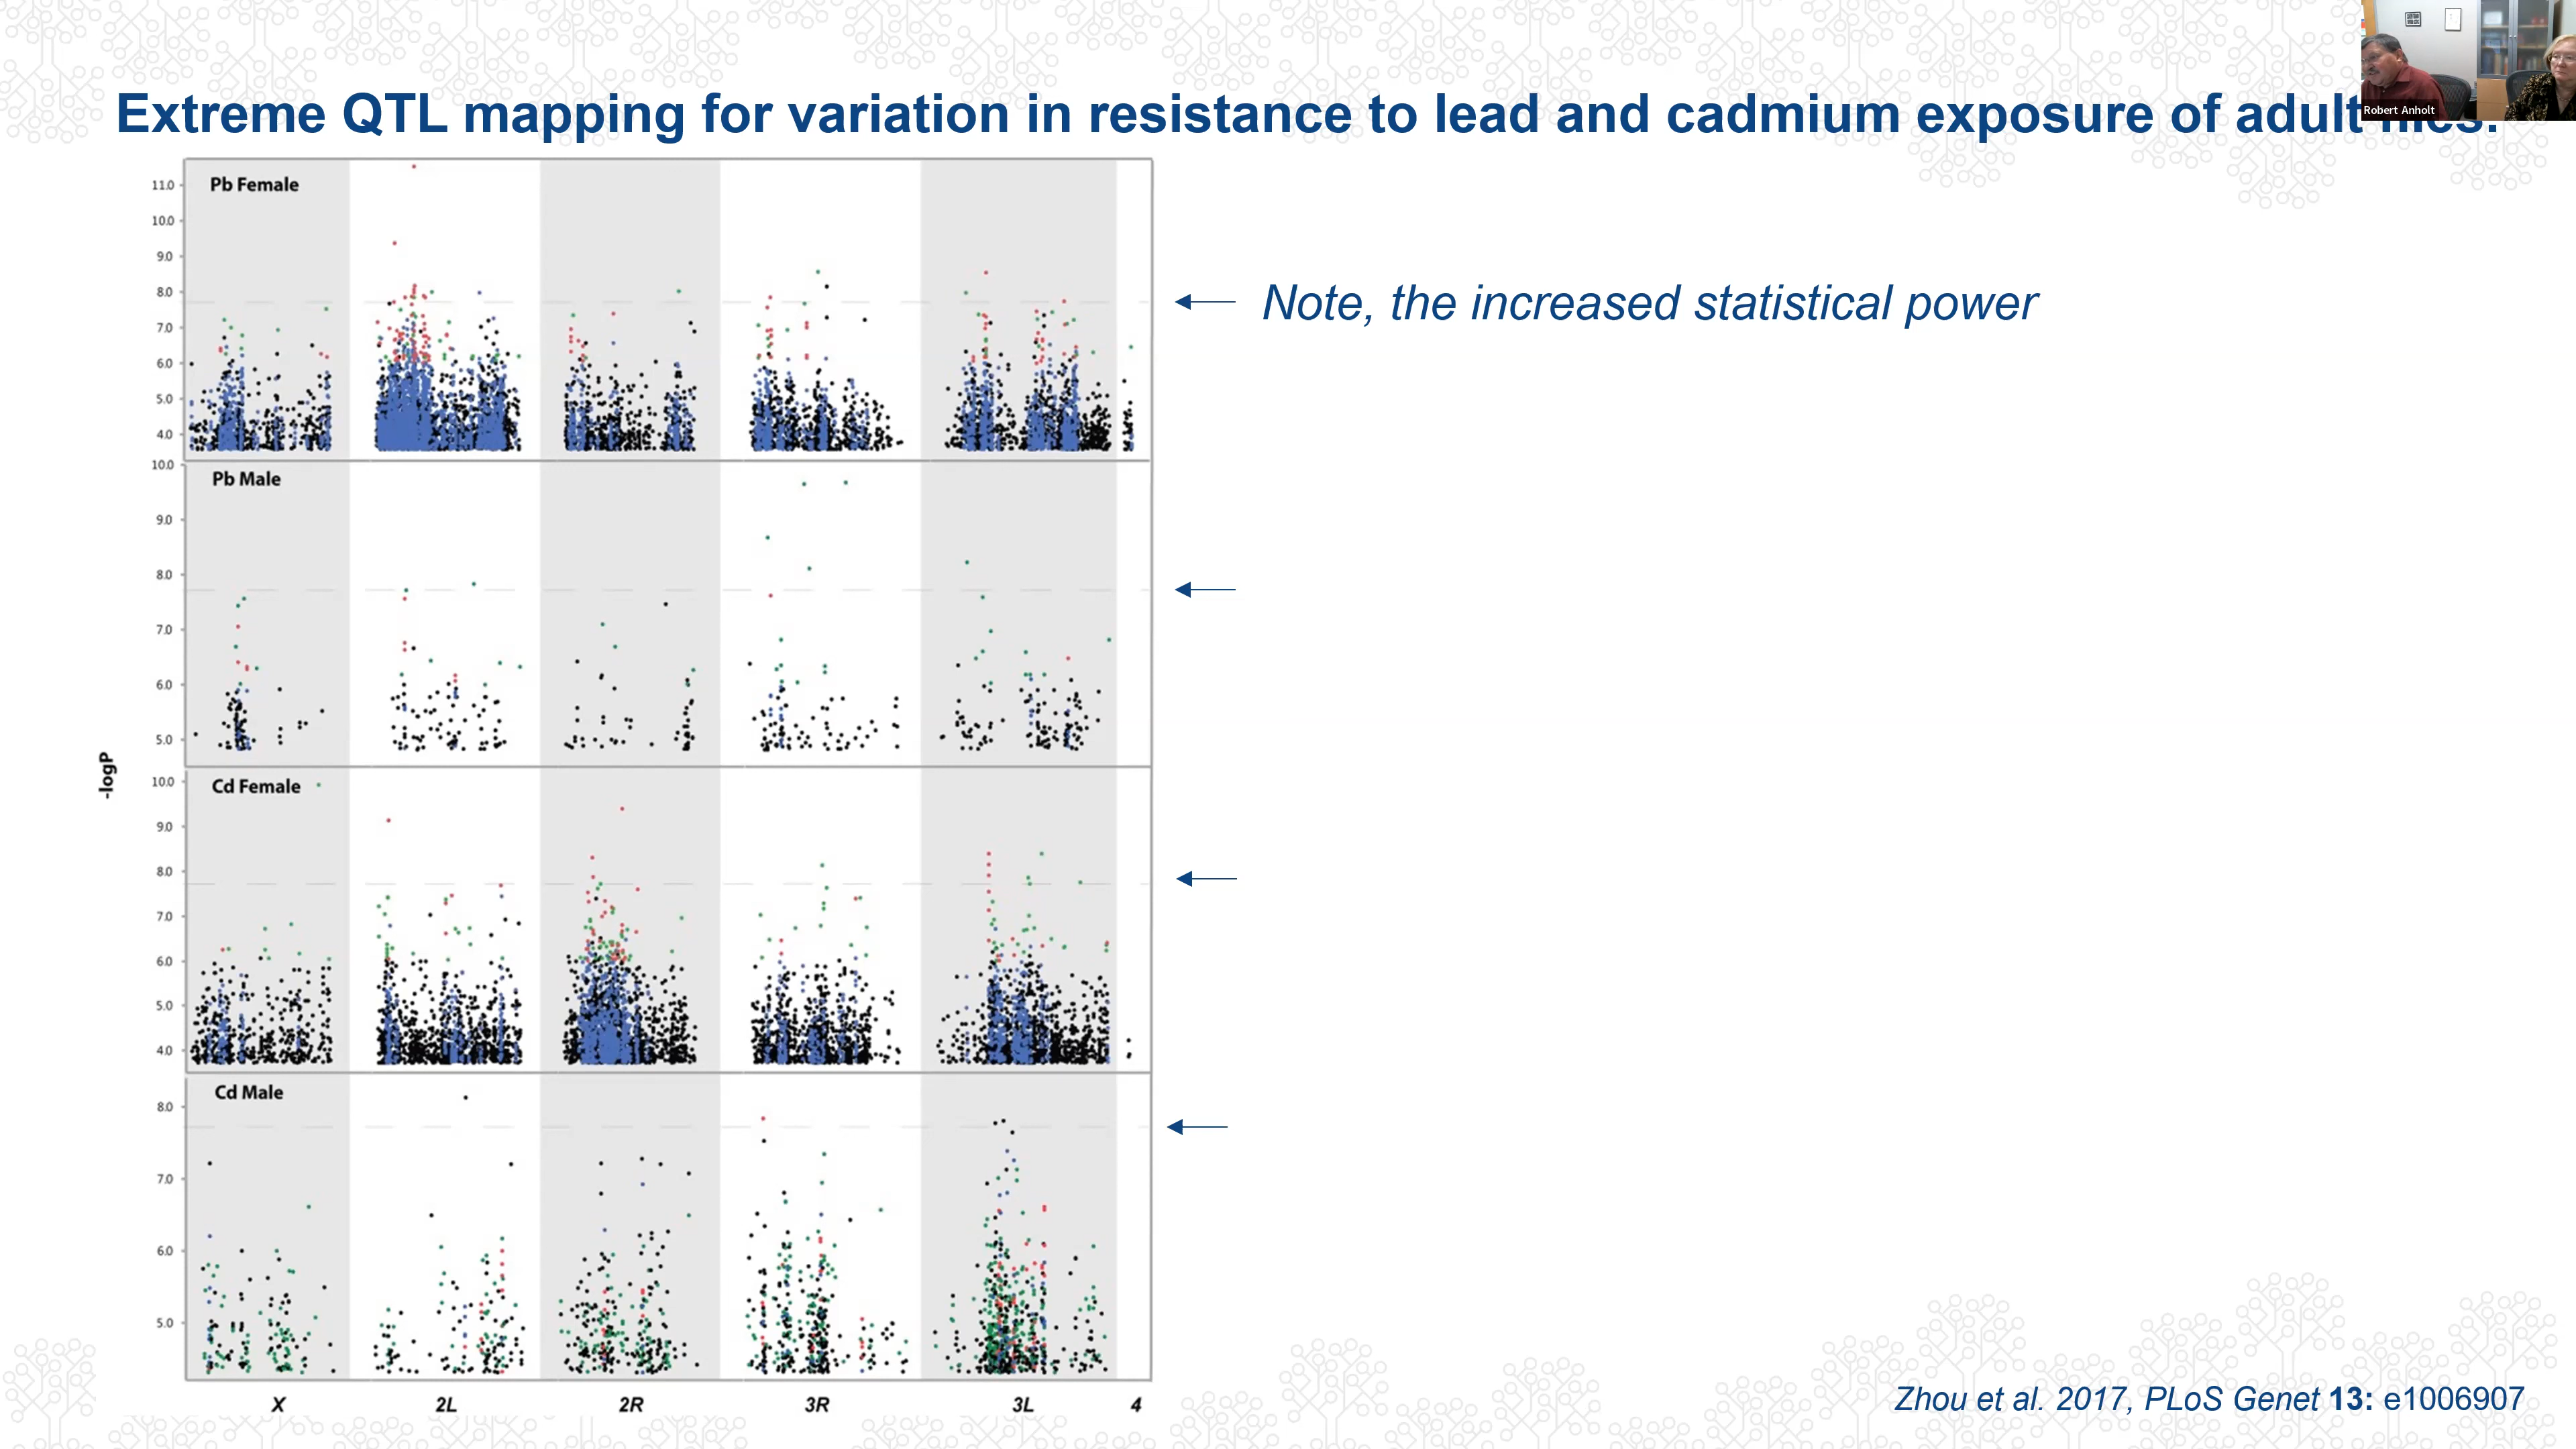 Extreme QTL mapping for variation in resistance to lead and cadmium exposure of adult
Robert Anholt
Pb Female
11.0
10.0
9.0
8.0
7.0
6.0
5.0
4.0
Note, the increased statistical power
Pb Male
10.0
9.0
8.0
7.0
6.0
5.0
-logP
Cd Female
10.0
9.0
8.0
7.0
6.0
5.0
4.0
Cd Male
8.0
7.0
6.0
5.0
X 2L 2R 3R 3L 4
Zhou et al. 2017, PLoS Genet 13: e1006907